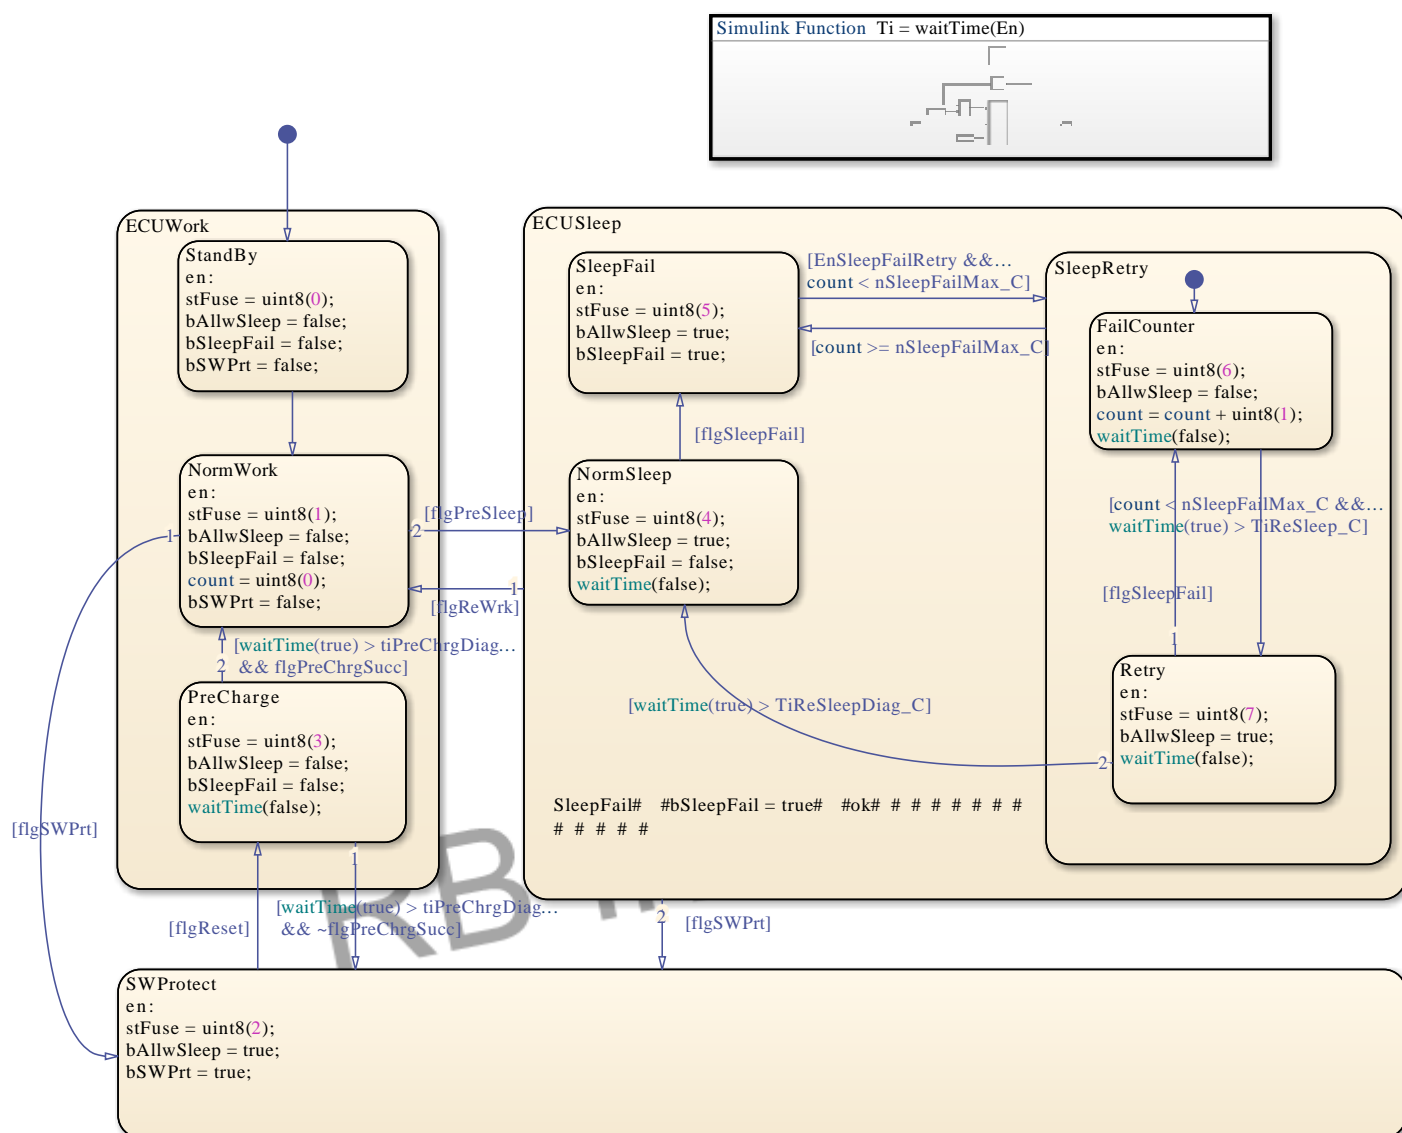 Simulink Function Ti = waitTime(En)
ECUWork
StandBy
en:
stFuse = uint8(0);
bAllwSleep = false;
bSleepFail = false;
bSWPrt = false;
NormWork
en:
stFuse = uint8(1);
bAllwSleep = false;
bSleepFail = false;
count = uint8(0);
bSWPrt = false;
1
2
[flgPreSleep]
1
[flgReWrk]
[waitTime(true) > tiPreChrgDiag...
&& flgPreChrgSucc]
2
PreCharge
en:
stFuse = uint8(3);
bAllwSleep = false;
bSleepFail = false;
waitTime(false);
[flgSWPrt]
1
[flgReset]
[waitTime(true) > tiPreChrgDiag...
&& ~flgPreChrgSucc]
ECUSleep
SleepFail
en:
stFuse = uint8(5);
bAllwSleep = true;
bSleepFail = true;
[EnSleepFailRetry &&...
count < nSleepFailMax_C]
[count >= nSleepFailMax_C]
[flgSleepFail]
NormSleep
en:
stFuse = uint8(4);
bAllwSleep = true;
bSleepFail = false;
waitTime(false);
[waitTime(true) > TiReSleepDiag_C]
SleepRetry
FailCounter
en:
stFuse = uint8(6);
bAllwSleep = false;
count = count + uint8(1);
waitTime(false);
[count < nSleepFailMax_C &&...
waitTime(true) > TiReSleep_C]
[flgSleepFail]
1
Retry
en:
stFuse = uint8(7);
bAllwSleep = true;
waitTime(false);
2
SleepFail# #bSleepFail = true# #ok# # # # # # # #
# # # # #
2
[flgSWPrt]
RB
SWProtect
en:
stFuse = uint8(2);
bAllwSleep = true;
bSWPrt = true;